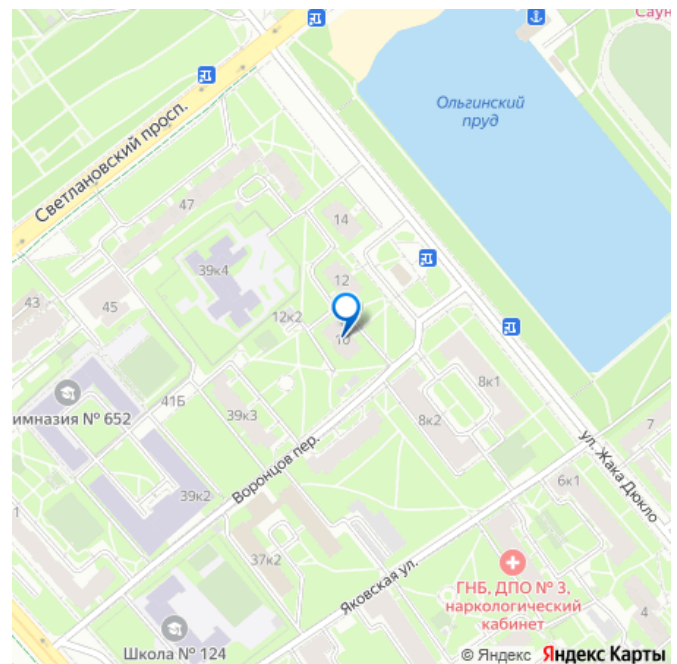 Саун
Ольгинский
пруд
Светлановский просп.
47
14
39к4
12
43
45
12к2
10
8к1
имназия № 652
41Б
39к3
8к2
7
Воронцов пер.
ул. Жака Дюкло
39к2
6к1
1
37к2
Яковская ул.
ГНБ, ДПО № 3,
наркологический
кабинет
4
Школа № 124
© Яндекс Яндекс Карты